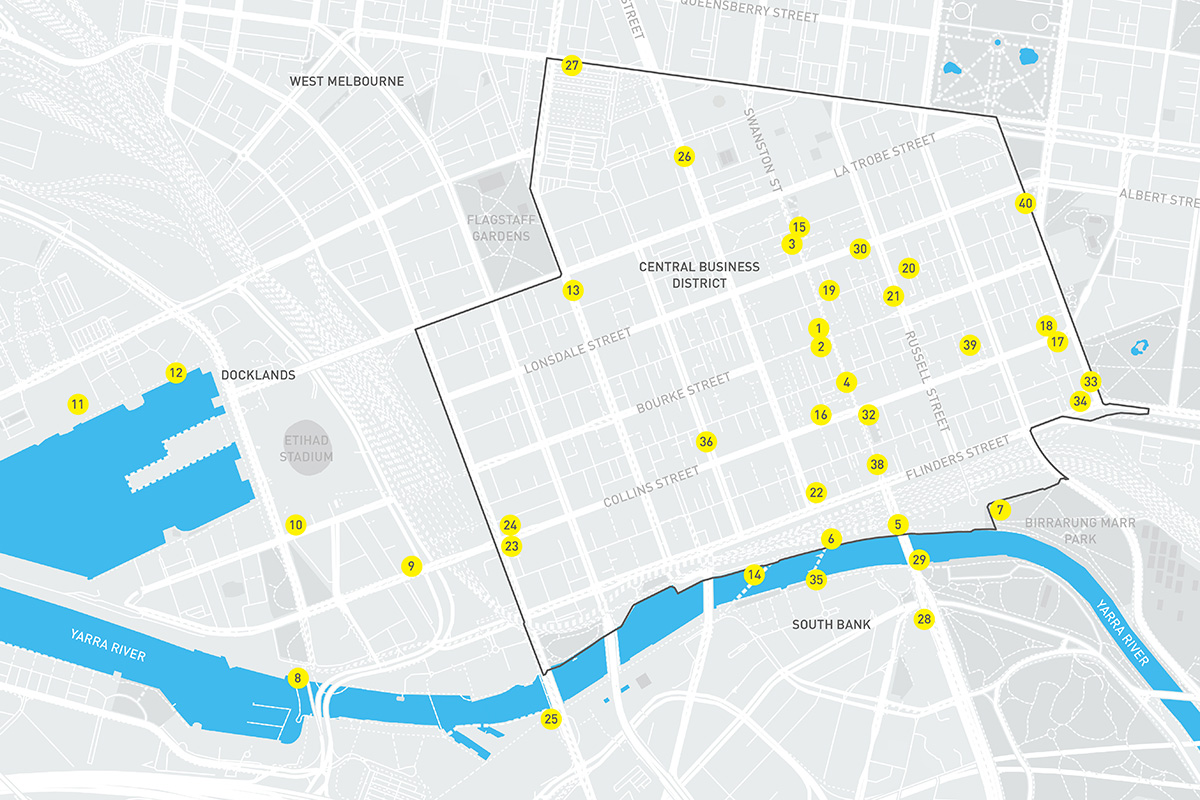 STREET
QUEENSBERRY STREET
27
WEST MELBOURNE
SWANSTON ST
26
LA TROBE STREET
40
ALBERT STRE
FLAGSTAFF
GARDENS
15
3
30
CENTRAL BUSINESS
DISTRICT
20
13
19
21
1
2
18
17
39
LONSDALE STREET
RUSSELL STREET
12
DOCKLANDS
BOURKE STREET
4
33
34
11
16
32
ETIHAD
STADIUM
36
38
FLINDERS STREET
COLLINS STREET
22
7
BIRRARUNG MARR
PARK
10
24
23
5
6
9
29
14
35
28
SOUTH BANK
YARRA RIVER
YARRA RIVER
8
25